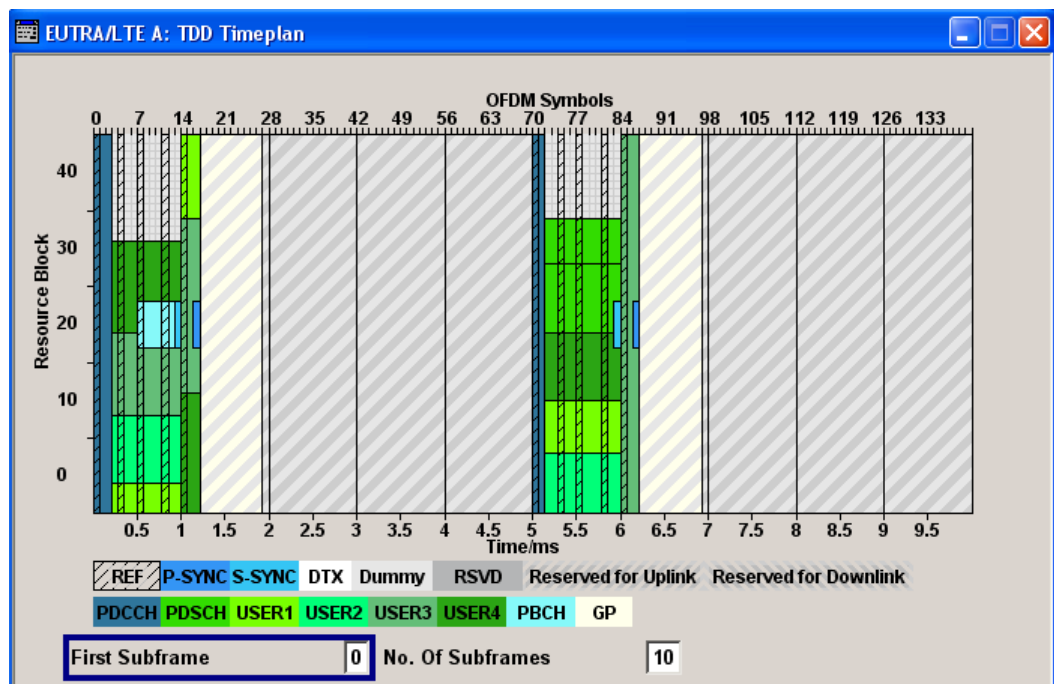 EUTRA/LTE A: TDD Timeplan
OFDM Symbols
0 7 14 21 28 35 42 49 56 63 70 77 84 91 98 105 112 119 126 133
40
30
20
10
0
Resource Block
0.5 1 1.5 2 2.5 3 3.5 4 4.5 5 5.5 6 6.5 7 7.5 8 8.5 9 9.5
Time/ms
REF P-SYNC S-SYNC DTX Dummy RSVD Reserved for Uplink Reserved for Downlink
PDCCH PDSCH USER1 USER2 USER3 USER4 PBCH GP
First Subframe 0 No. Of Subframes 10